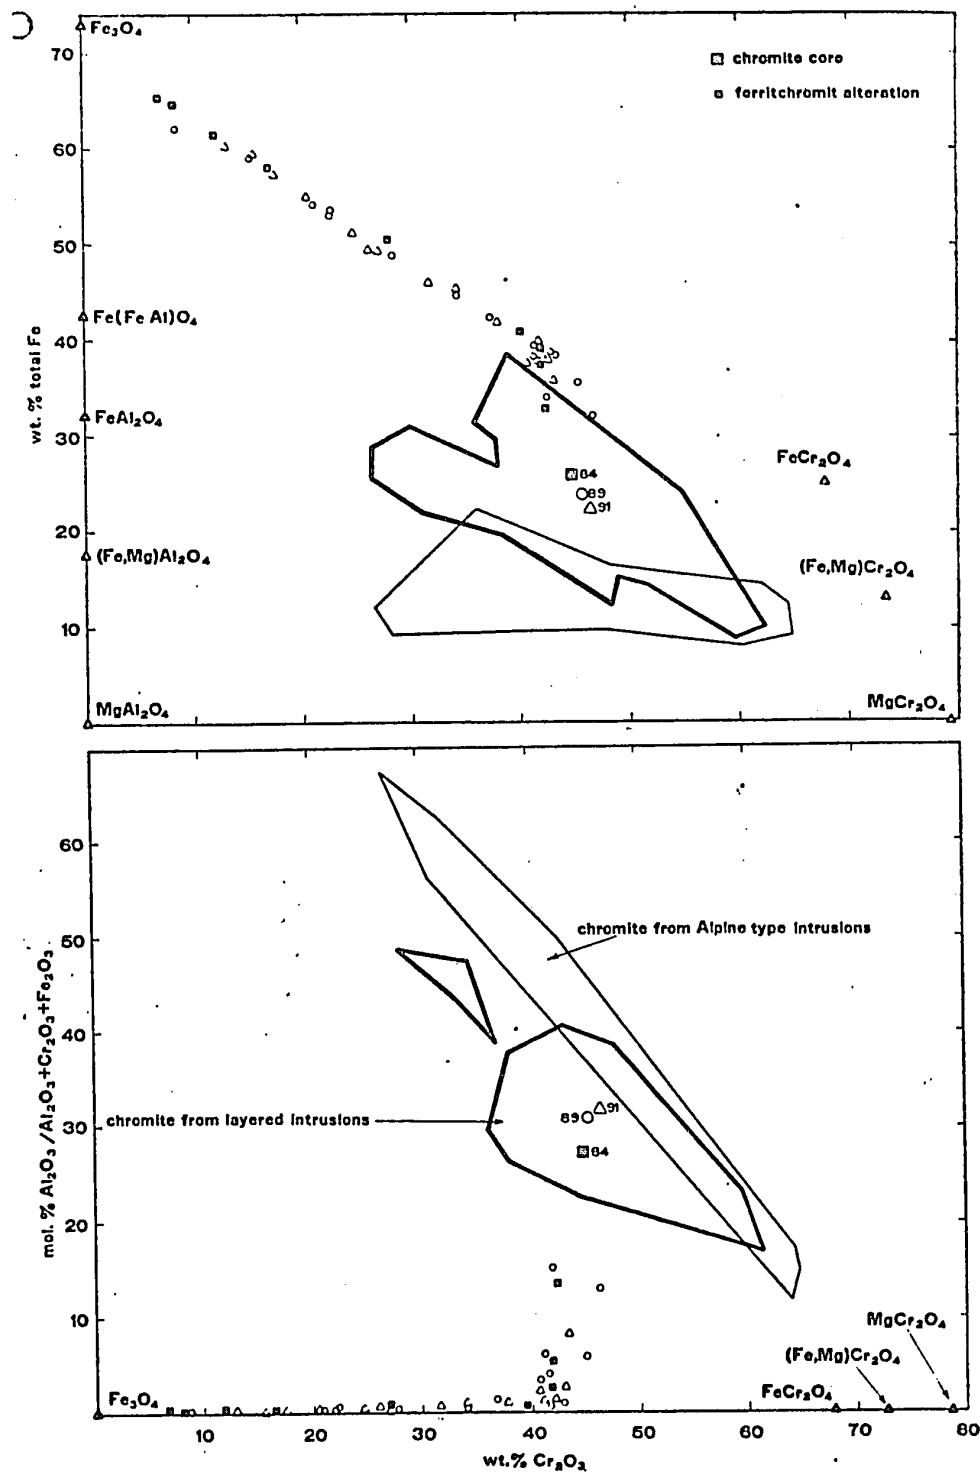 Fe₃O₄
70
chromite core
ferritchromit alteration
60
50
Fe(Fe Al)O₄
40
wt. % total Fe
FeAl₂O₄
30
84
89
91
FeCr₂O₄
20
(Fe,Mg)Al₂O₄
(Fe,Mg)Cr₂O₄
10
MgAl₂O₄
MgCr₂O₄
60
chromite from Alpine type intrusions
50
40
mol. % Al₂O₃/Al₂O₃+Cr₂O₃+Fe₂O₃
89
91
chromite from layered intrusions
30
84
20
10
MgCr₂O₄
(Fe,Mg)Cr₂O₄
Fe₃O₄
FeCr₂O₄
10 20 30 40 50 60 70 80
wt.% Cr₂O₃